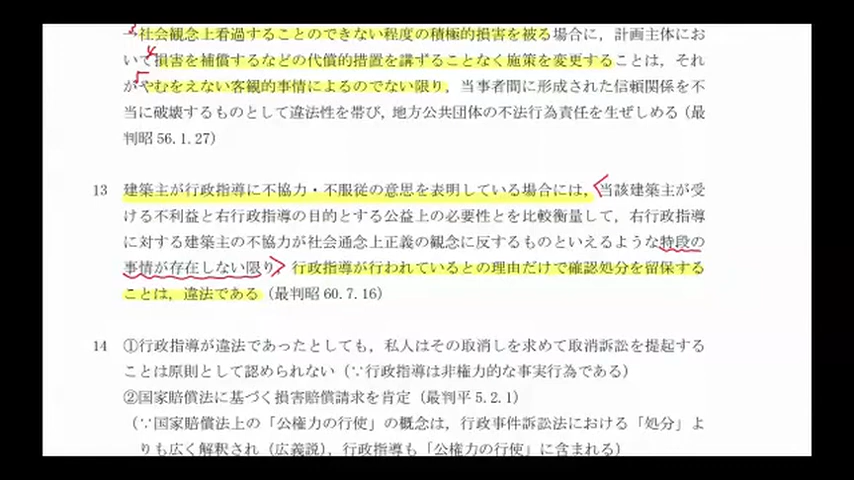 社会観念上看過することのできない程度の積極的損害を被る場合に，計画主体にお
いて損害を補償するなどの代償的措置を講ずることなく施策を変更することは，それ
がやむをえない客観的事情によるのでない限り，当事者間に形成された信頼関係を不
当に破壊するものとして違法性を帯び，地方公共団体の不法行為責任を生ぜしめる（最
判昭 56.1.27）
13 建築主が行政指導に不協力・不服従の意思を表明している場合には，当該建築主が受
ける不利益と右行政指導の目的とする公益上の必要性とを比較衡量して，右行政指導
に対する建築主の不協力が社会通念上正義の観念に反するものといえるような特段の
事情が存在しない限り，行政指導が行われているとの理由だけで確認処分を留保する
ことは，違法である（最判昭 60.7.16）
14 ①行政指導が違法であったとしても，私人はその取消しを求めて取消訴訟を提起する
ことは原則として認められない（∵行政指導は非権力的な事実行為である）
②国家賠償法に基づく損害賠償請求を肯定（最判平 5.2.1）
（∵国家賠償法上の「公権力の行使」の概念は，行政事件訴訟法における「処分」よ
りも広く解釈され（広義説），行政指導も「公権力の行使」に含まれる）